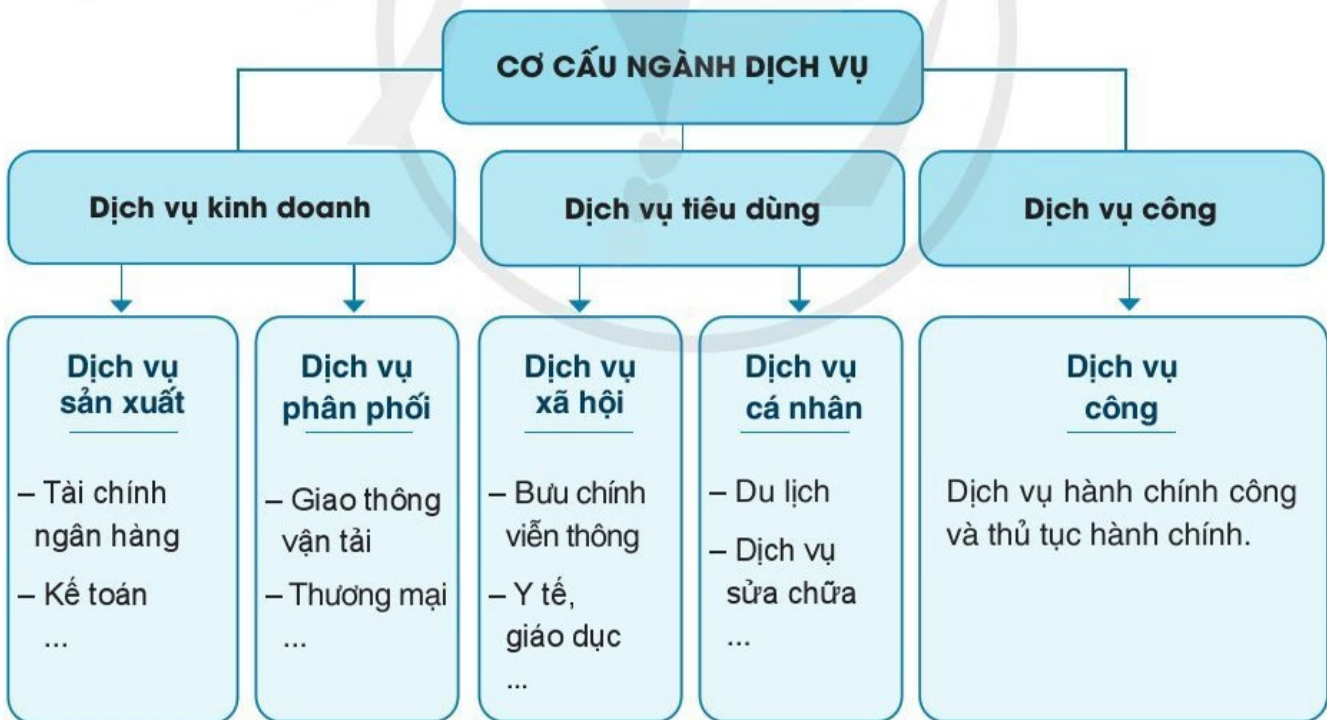 CƠ CẤU NGÀNH DỊCH VỤ
Dịch vụ kinh doanh
Dịch vụ tiêu dùng
Dịch vụ công
Dịch vụ
sản xuất
– Tài chính
ngân hàng
– Kế toán
...
Dịch vụ
phân phối
– Giao thông
vận tải
– Thương mại
...
Dịch vụ
xã hội
– Bưu chính
viễn thông
– Y tế,
giáo dục
...
Dịch vụ
cá nhân
– Du lịch
– Dịch vụ
sửa chữa
...
Dịch vụ
công
Dịch vụ hành chính công
và thủ tục hành chính.